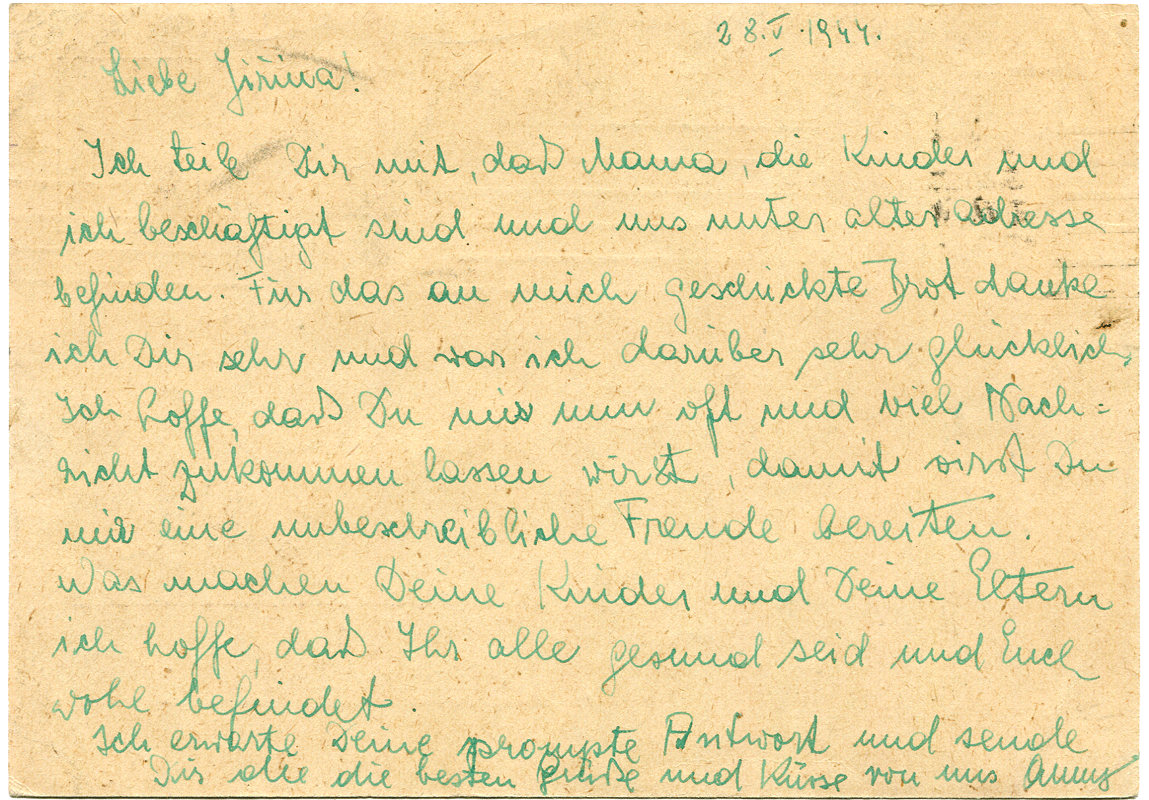 28.V.1944.
Liebe Jiřina!
Ich teile Dir mit, daß Mama, die Kinder und
ich beschäftigt sind und uns unter alter Adresse
befinden. Für das an mich geschickte Brot danke
ich Dir sehr und war ich darüber sehr glücklich.
Ich hoffe, daß Du mir nun oft und viel Nach=
richt zukommen lassen wirst, damit wirst Du
mir eine unbeschreibliche Freude bereiten.
Was machen Deine Kinder und Deine Eltern
ich hoffe, daß Ihr alle gesund seid und Euch
wohl befindet.
Ich erwarte Deine prompte Antwort und sende
Dir die die besten Grüße und Küsse von uns Anny